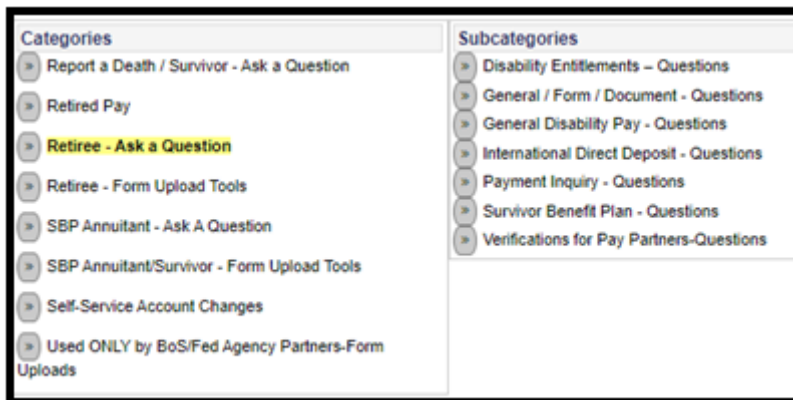 Categories
Report a Death / Survivor - Ask a Question
Retired Pay
Retiree - Ask a Question
Retiree - Form Upload Tools
SBP Annuitant - Ask A Question
SBP Annuitant/Survivor - Form Upload Tools
Self-Service Account Changes
Used ONLY by BoS/Fed Agency Partners-Form
Uploads
Subcategories
Disability Entitlements – Questions
General / Form / Document - Questions
General Disability Pay - Questions
International Direct Deposit - Questions
Payment Inquiry - Questions
Survivor Benefit Plan - Questions
Verifications for Pay Partners-Questions